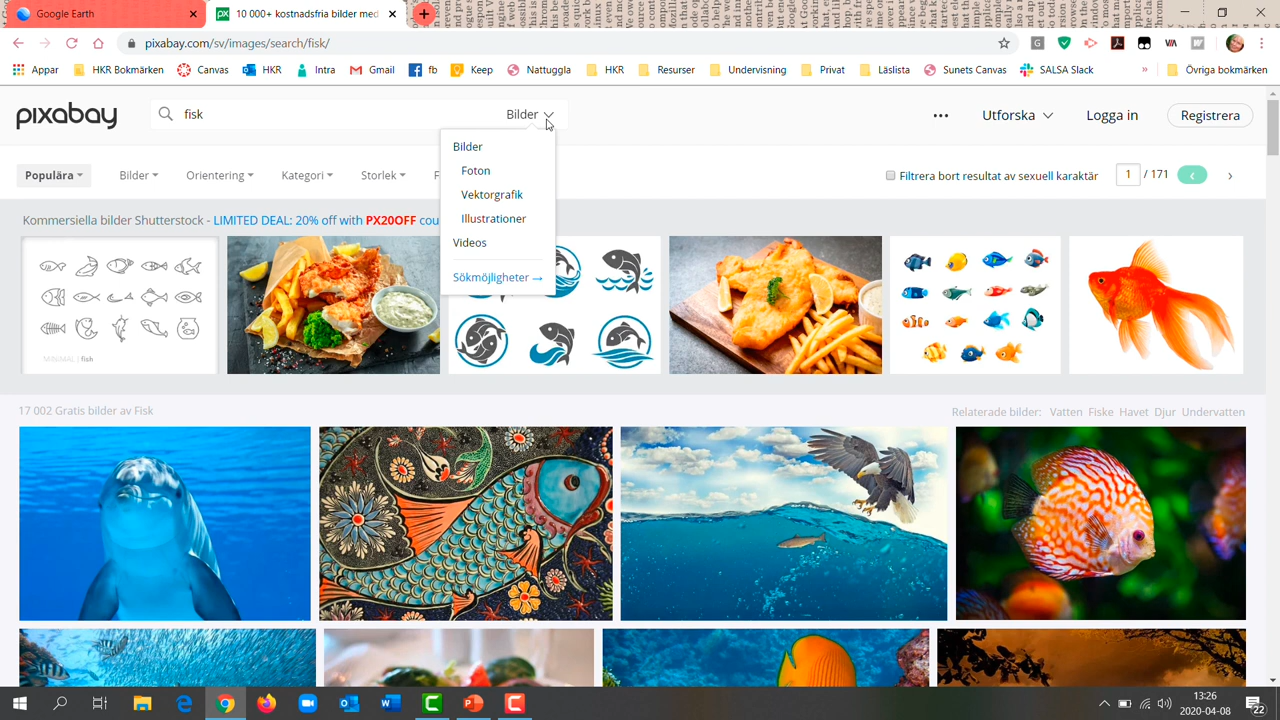 Google Earth
10 000+ kostnadsfria bilder med
pixabay.com/sv/images/search/fisk/
Appar
HKR Bokmärken
Canvas
HKR
Intra
Gmail
fb
Keep
Nattuggla
HKR
Resurser
Undervisning
Privat
Läslista
Sunets Canvas
SALSA Slack
»
Övriga bokmärken
pixabay
fisk
Bilder
Utforska
Logga in
Registrera
Bilder
Foton
Vektorgrafik
Illustrationer
Videos
Sökmöjligheter →
Populära
Bilder
Orientering
Kategori
Storlek
F
Filtrera bort resultat av sexuell karaktär
1 / 171
Kommersiella bilder Shutterstock - LIMITED DEAL: 20% off with PX20OFF cou
MINIMAL | fish
17 002 Gratis bilder av Fisk
Relaterade bilder: Vatten Fiske Havet Djur Undervatten
13:26
2020-04-08
22